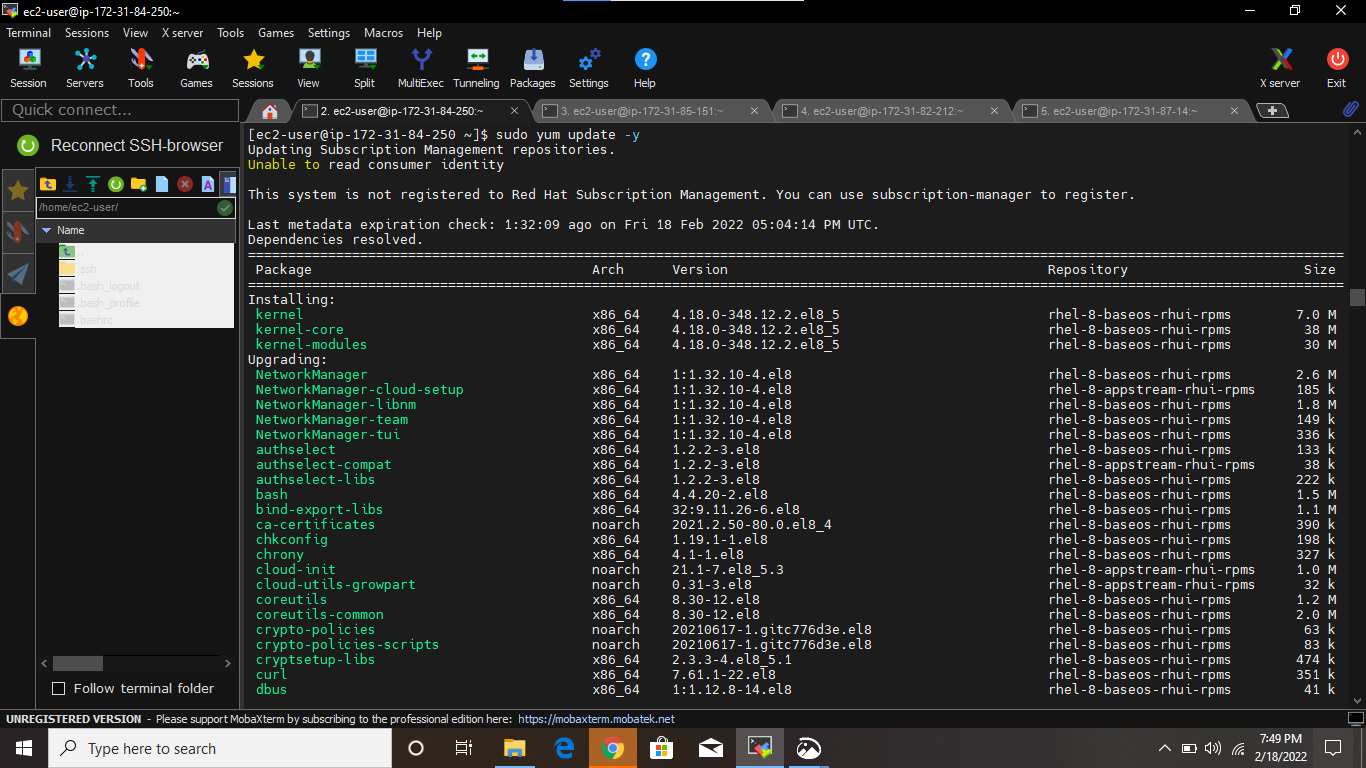 ec2-user@ip-172-31-84-250:~
Terminal Sessions View X server Tools Games Settings Macros Help
Session Servers Tools Games Sessions View Split MultiExec Tunneling Packages Settings Help X server Exit
Quick connect...
2. ec2-user@ip-172-31-84-250:~
3. ec2-user@ip-172-31-85-151:~
4. ec2-user@ip-172-31-82-212:~
5. ec2-user@ip-172-31-87-14:~
Reconnect SSH-browser
/home/ec2-user/
Name
..
.ssh
.bash_logout
.bash_profile
.bashrc
Follow terminal folder
[ec2-user@ip-172-31-84-250 ~]$ sudo yum update -y
Updating Subscription Management repositories.
Unable to read consumer identity
This system is not registered to Red Hat Subscription Management. You can use subscription-manager to register.
Last metadata expiration check: 1:32:09 ago on Fri 18 Feb 2022 05:04:14 PM UTC.
Dependencies resolved.
Package Arch Version Repository Size
Installing:
kernel x86_64 4.18.0-348.12.2.el8_5 rhel-8-baseos-rhui-rpms 7.0 M
kernel-core x86_64 4.18.0-348.12.2.el8_5 rhel-8-baseos-rhui-rpms 38 M
kernel-modules x86_64 4.18.0-348.12.2.el8_5 rhel-8-baseos-rhui-rpms 30 M
Upgrading:
NetworkManager x86_64 1:1.32.10-4.el8 rhel-8-baseos-rhui-rpms 2.6 M
NetworkManager-cloud-setup x86_64 1:1.32.10-4.el8 rhel-8-appstream-rhui-rpms 185 k
NetworkManager-libnm x86_64 1:1.32.10-4.el8 rhel-8-baseos-rhui-rpms 1.8 M
NetworkManager-team x86_64 1:1.32.10-4.el8 rhel-8-baseos-rhui-rpms 149 k
NetworkManager-tui x86_64 1:1.32.10-4.el8 rhel-8-baseos-rhui-rpms 336 k
authselect x86_64 1.2.2-3.el8 rhel-8-baseos-rhui-rpms 133 k
authselect-compat x86_64 1.2.2-3.el8 rhel-8-appstream-rhui-rpms 38 k
authselect-libs x86_64 1.2.2-3.el8 rhel-8-baseos-rhui-rpms 222 k
bash x86_64 4.4.20-2.el8 rhel-8-baseos-rhui-rpms 1.5 M
bind-export-libs x86_64 32:9.11.26-6.el8 rhel-8-baseos-rhui-rpms 1.1 M
ca-certificates noarch 2021.2.50-80.0.el8_4 rhel-8-baseos-rhui-rpms 390 k
chkconfig x86_64 1.19.1-1.el8 rhel-8-baseos-rhui-rpms 198 k
chrony x86_64 4.1-1.el8 rhel-8-baseos-rhui-rpms 327 k
cloud-init noarch 21.1-7.el8_5.3 rhel-8-appstream-rhui-rpms 1.0 M
cloud-utils-growpart noarch 0.31-3.el8 rhel-8-appstream-rhui-rpms 32 k
coreutils x86_64 8.30-12.el8 rhel-8-baseos-rhui-rpms 1.2 M
coreutils-common x86_64 8.30-12.el8 rhel-8-baseos-rhui-rpms 2.0 M
crypto-policies noarch 20210617-1.gitc776d3e.el8 rhel-8-baseos-rhui-rpms 63 k
crypto-policies-scripts noarch 20210617-1.gitc776d3e.el8 rhel-8-baseos-rhui-rpms 83 k
cryptsetup-libs x86_64 2.3.3-4.el8_5.1 rhel-8-baseos-rhui-rpms 474 k
curl x86_64 7.61.1-22.el8 rhel-8-baseos-rhui-rpms 351 k
dbus x86_64 1:1.12.8-14.el8 rhel-8-baseos-rhui-rpms 41 k
UNREGISTERED VERSION - Please support MobaXterm by subscribing to the professional edition here: https://mobaxterm.mobatek.net
Type here to search
7:49 PM
2/18/2022